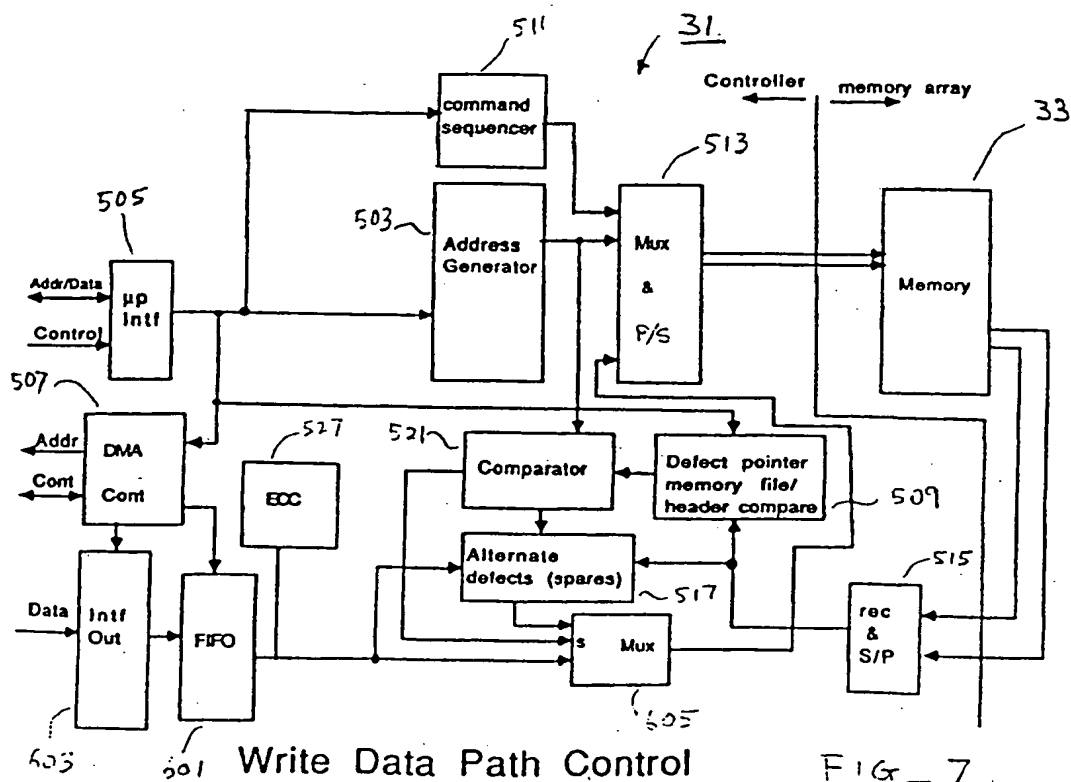 511
31.
Controller
memory array
command
sequencer
33
513
505
503
Address
Generator
Mux
&
P/S
Memory
Addr/Data
µp
Intf
Control
507
527
521
Addr
DMA
Cont
Cont
ECC
Comparator
Defect pointer
memory file/
header compare
509
Alternate
defects (spares)
517
515
Data
Intf
Out
FIFO
s
Mux
rec
&
S/P
605
603
601
Write Data Path Control
FIG_7.